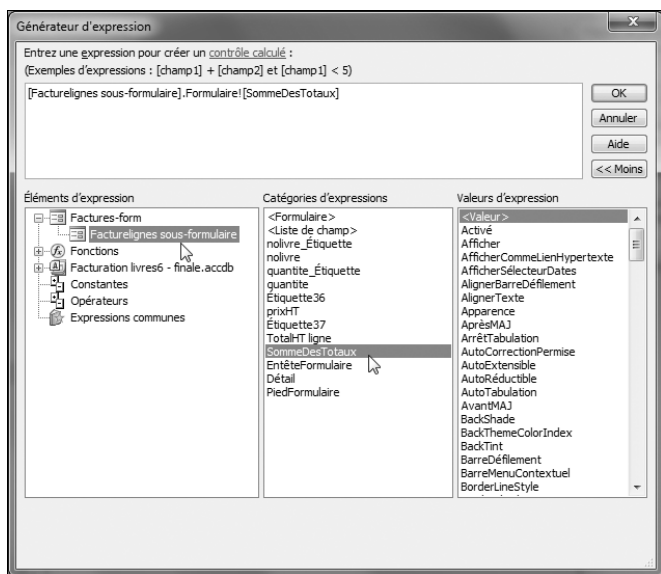 Générateur d'expression
Entrez une expression pour créer un contrôle calculé :
(Exemples d'expressions : [champ1] + [champ2] et [champ1] < 5)
[Facturelignes sous-formulaire].Formulaire![SommeDesTotaux]
OK
Annuler
Aide
<< Moins
Éléments d'expression
Factures-form
Facturelignes sous-formulaire
Fonctions
Facturation livres6 - finale.accdb
Constantes
Opérateurs
Expressions communes
Catégories d'expressions
<Formulaire>
<Liste de champ>
nolivre_Étiquette
nolivre
quantite_Étiquette
quantite
Étiquette36
prixHT
Étiquette37
TotalHT ligne
SommeDesTotaux
EntêteFormulaire
Détail
PiedFormulaire
Valeurs d'expression
<Valeur>
Activé
Afficher
AfficherCommeLienHypertexte
AfficherSélecteurDates
AlignerBarreDéfilement
AlignerTexte
Apparence
AprèsMAJ
ArrêtTabulation
AutoCorrectionPermise
AutoExtensible
AutoRéductible
AutoTabulation
AvantMAJ
BackShade
BackThemeColorIndex
BackTint
BarreDéfilement
BarreMenuContextuel
BorderLineStyle